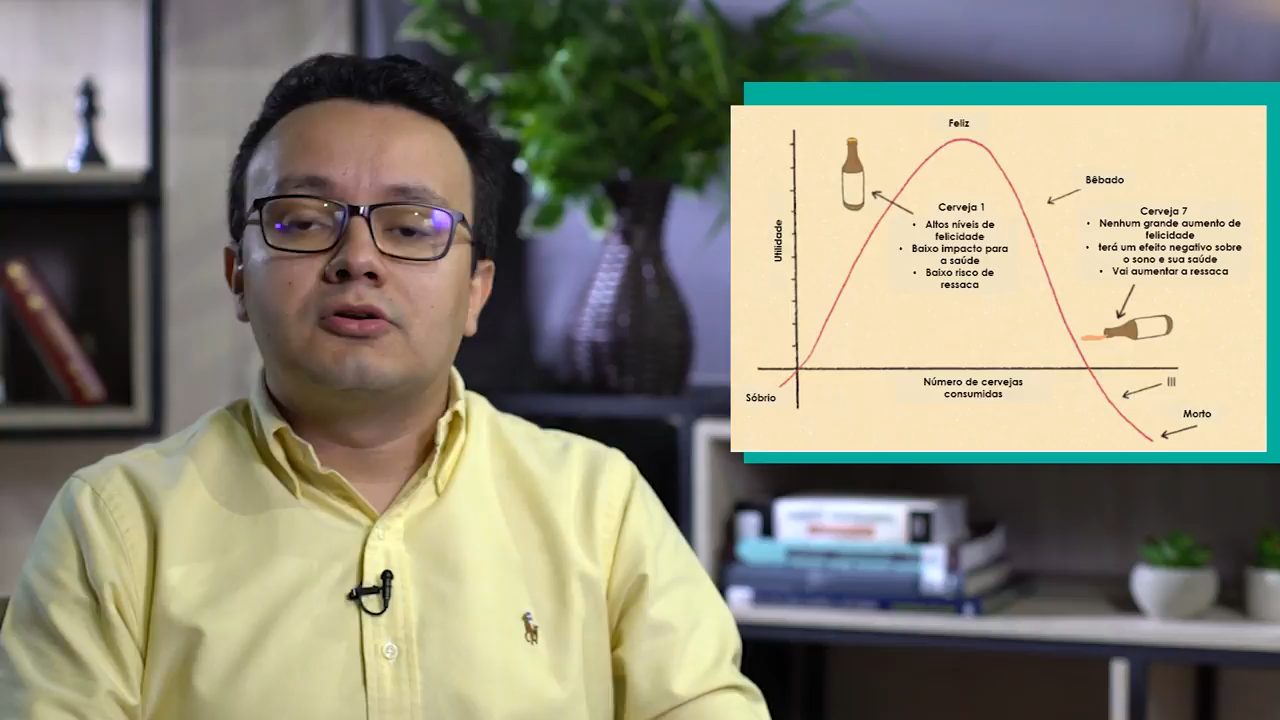 Feliz
Utilidade
Cerveja 1
• Altos níveis de
felicidade
• Baixo impacto para
a saúde
• Baixo risco de
ressaca
Bêbado
Cerveja 7
• Nenhum grande aumento de
felicidade
• terá um efeito negativo sobre
o sono e sua saúde
• Vai aumentar a ressaca
Número de cervejas
consumidas
Sóbrio
Morto